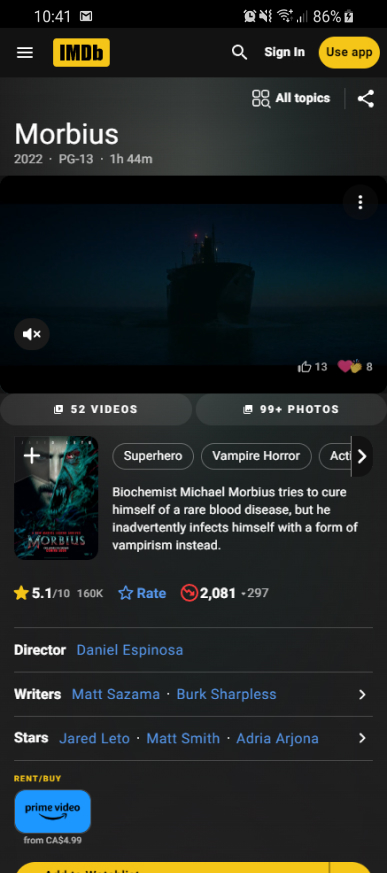 10:41 86%
IMDb Sign In Use app
All topics
Morbius
2022 · PG-13 · 1h 44m
13 8
52 VIDEOS 99+ PHOTOS
Superhero Vampire Horror Acti
MORBIUS
Biochemist Michael Morbius tries to cure
himself of a rare blood disease, but he
inadvertently infects himself with a form of
vampirism instead.
5.1/10 160K Rate 2,081 •297
Director Daniel Espinosa
Writers Matt Sazama · Burk Sharpless
Stars Jared Leto · Matt Smith · Adria Arjona
RENT/BUY
prime video
from CA$4.99
Add to Watchlist